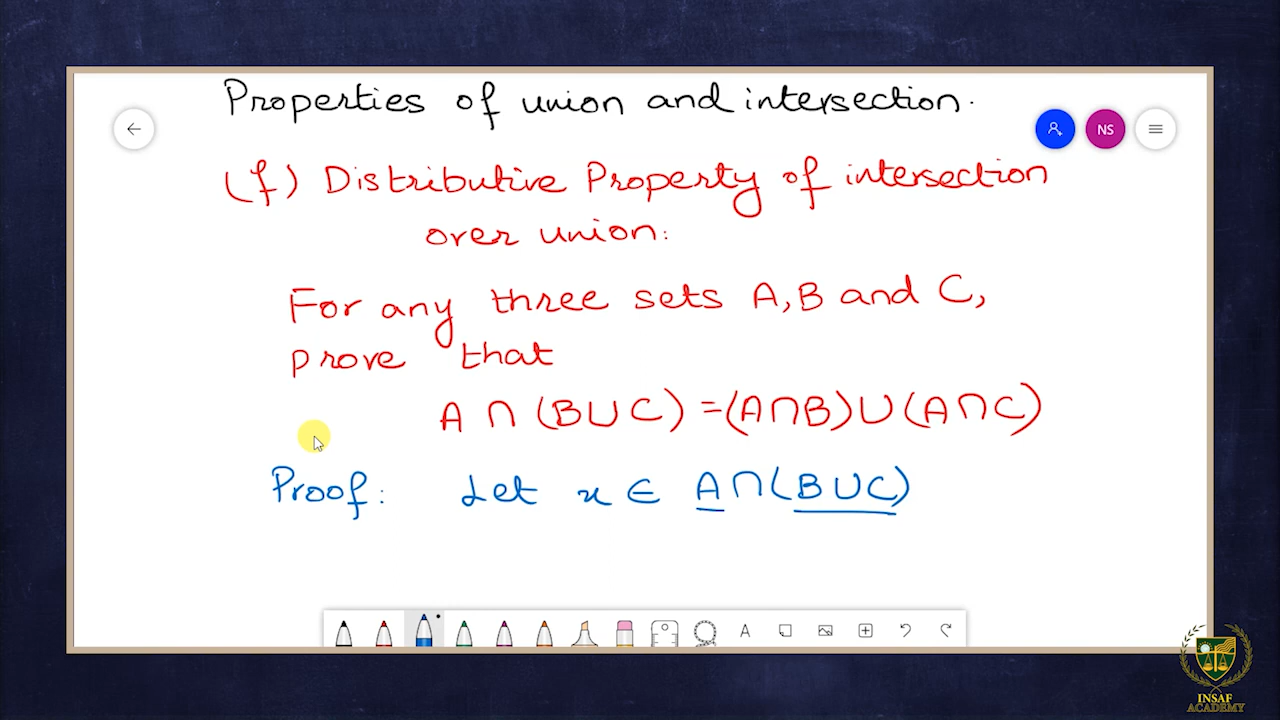 Properties of union and intersection.
NS
(f) Distributive Property of intersection
over union:
For any three sets A, B and C,
prove that
A ∩ (B ∪ C) = (A ∩ B) ∪ (A ∩ C)
Proof: Let x ∈ A ∩ (B ∪ C)
A
INSAF
ACADEMY